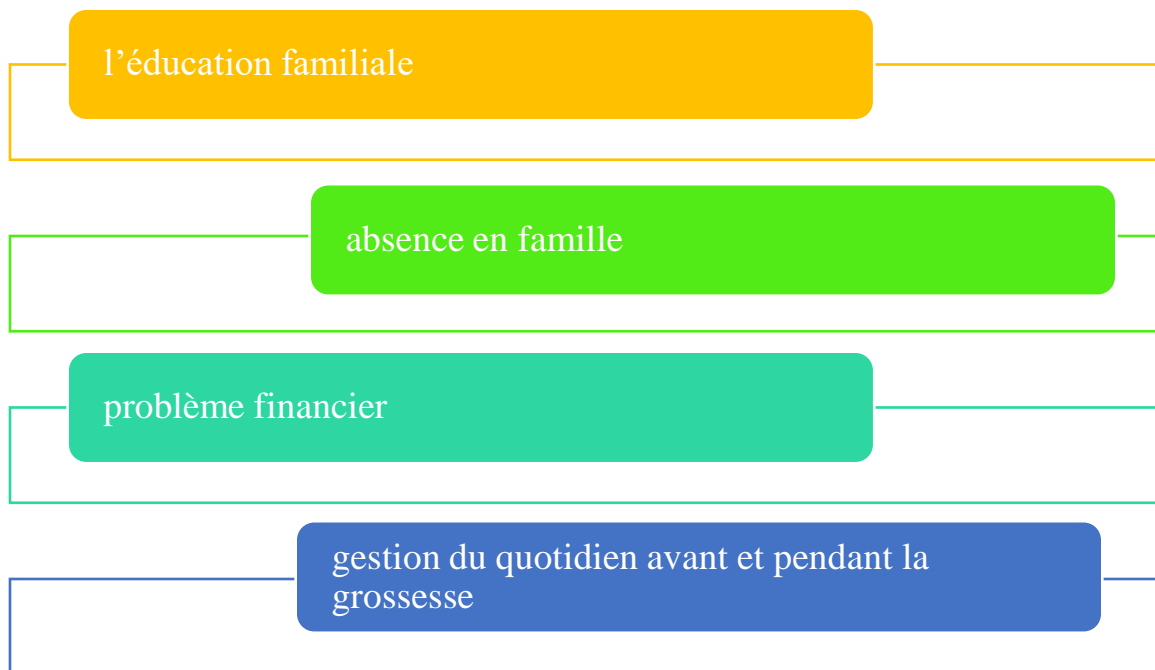 l’éducation familiale
absence en famille
problème financier
gestion du quotidien avant et pendant la
grossesse